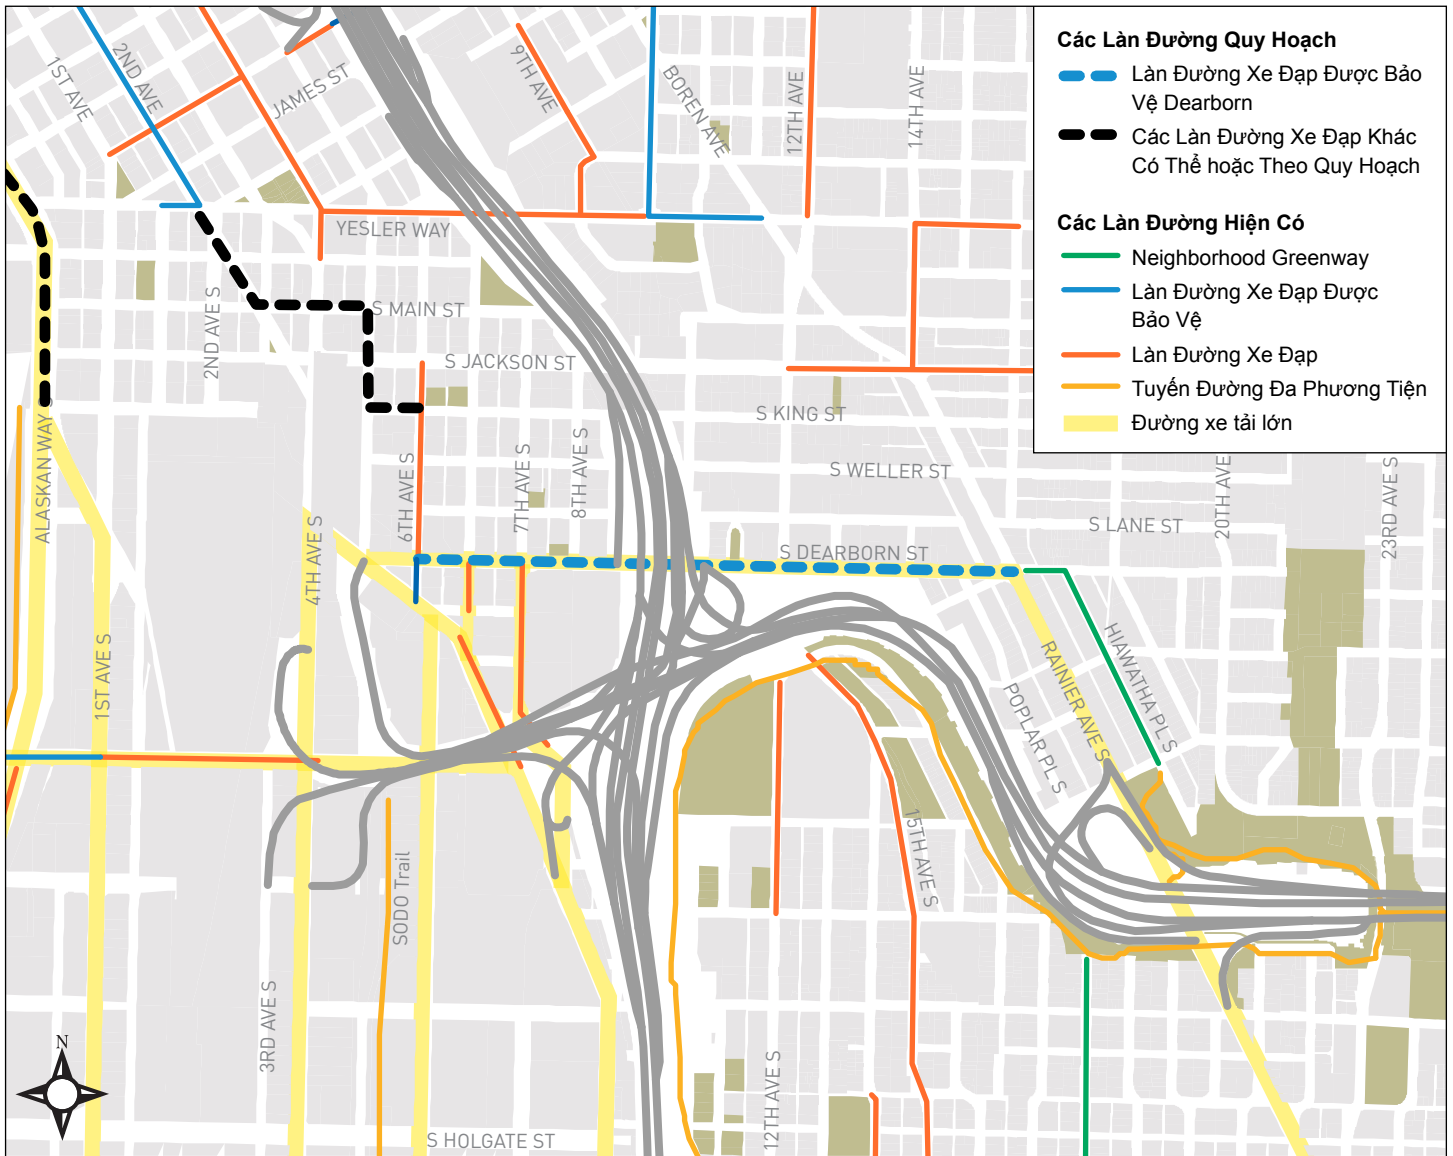 Các Làn Đường Quy Hoạch
Làn Đường Xe Đạp Được Bảo
Vệ Dearborn
Các Làn Đường Xe Đạp Khác
Có Thể hoặc Theo Quy Hoạch
Các Làn Đường Hiện Có
Neighborhood Greenway
Làn Đường Xe Đạp Được
Bảo Vệ
Làn Đường Xe Đạp
Tuyến Đường Đa Phương Tiện
Đường xe tải lớn
1ST AVE
2ND AVE
JAMES ST
9TH AVE
BOREN AVE
12TH AVE
14TH AVE
YESLER WAY
2ND AVE S
S MAIN ST
S JACKSON ST
S KING ST
ALASKAN WAY S
6TH AVE S
7TH AVE S
8TH AVE S
S WELLER ST
S LANE ST
20TH AVE
23RD AVE S
4TH AVE S
S DEARBORN ST
1ST AVE S
HIAWATHA PL S
RAINIER AVE S
POPLAR PL S
15TH AVE S
SODO Trail
3RD AVE S
12TH AVE S
S HOLGATE ST
N